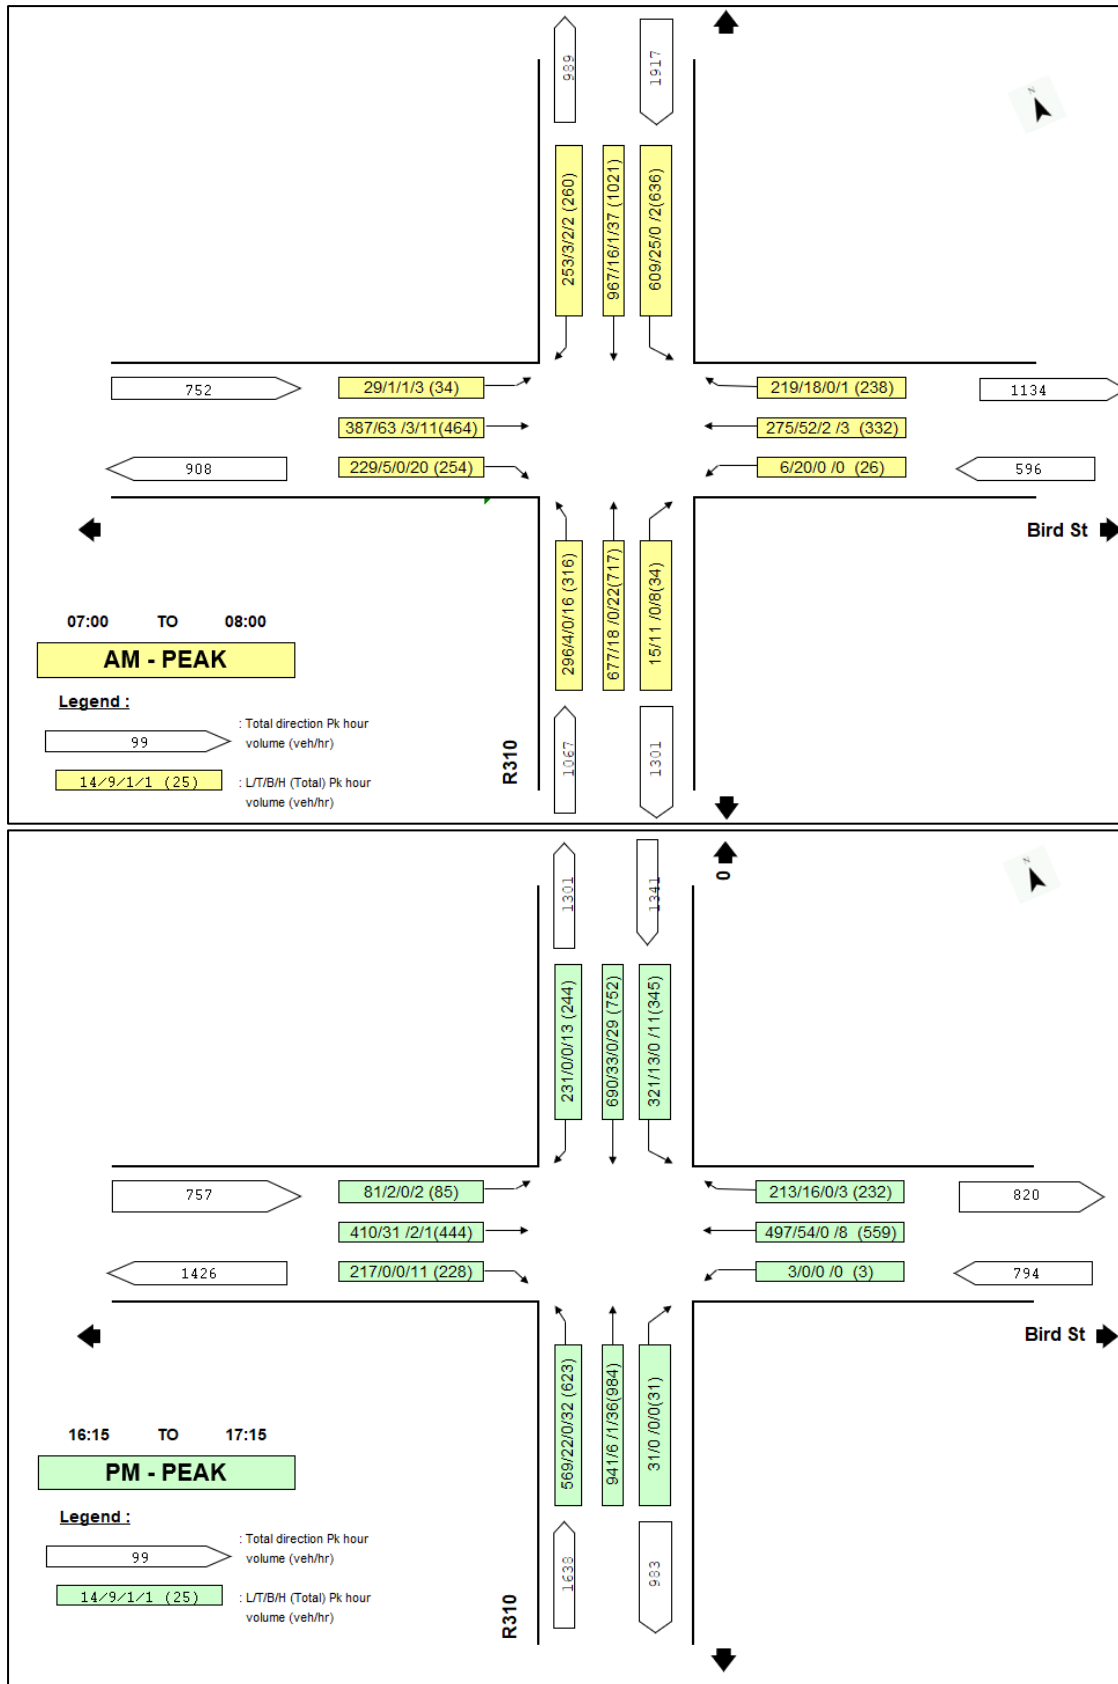 989
1917
N
253/3/2/2 (260)
967/16/1/37 (1021)
609/25/0 /2(636)
752
29/1/1/3 (34)
219/18/0/1 (238)
1134
387/63 /3/11(464)
275/52/2 /3 (332)
908
229/5/0/20 (254)
6/20/0 /0 (26)
596
Bird St
296/4/0/16 (316)
677/18 /0/22(717)
15/11 /0/8(34)
07:00 TO 08:00
AM - PEAK
Legend :
99
: Total direction Pk hour
volume (veh/hr)
14/9/1/1 (25)
: L/T/B/H (Total) Pk hour
volume (veh/hr)
R310
1067
1301
1301
1341
0
N
231/0/0/13 (244)
690/33/0/29 (752)
321/13/0 /11(345)
757
81/2/0/2 (85)
213/16/0/3 (232)
820
410/31 /2/1(444)
497/54/0 /8 (559)
1426
217/0/0/11 (228)
3/0/0 /0 (3)
794
Bird St
569/22/0/32 (623)
941/6 /1/36(984)
31/0 /0/0(31)
16:15 TO 17:15
PM - PEAK
Legend :
99
: Total direction Pk hour
volume (veh/hr)
14/9/1/1 (25)
: L/T/B/H (Total) Pk hour
volume (veh/hr)
R310
1638
983